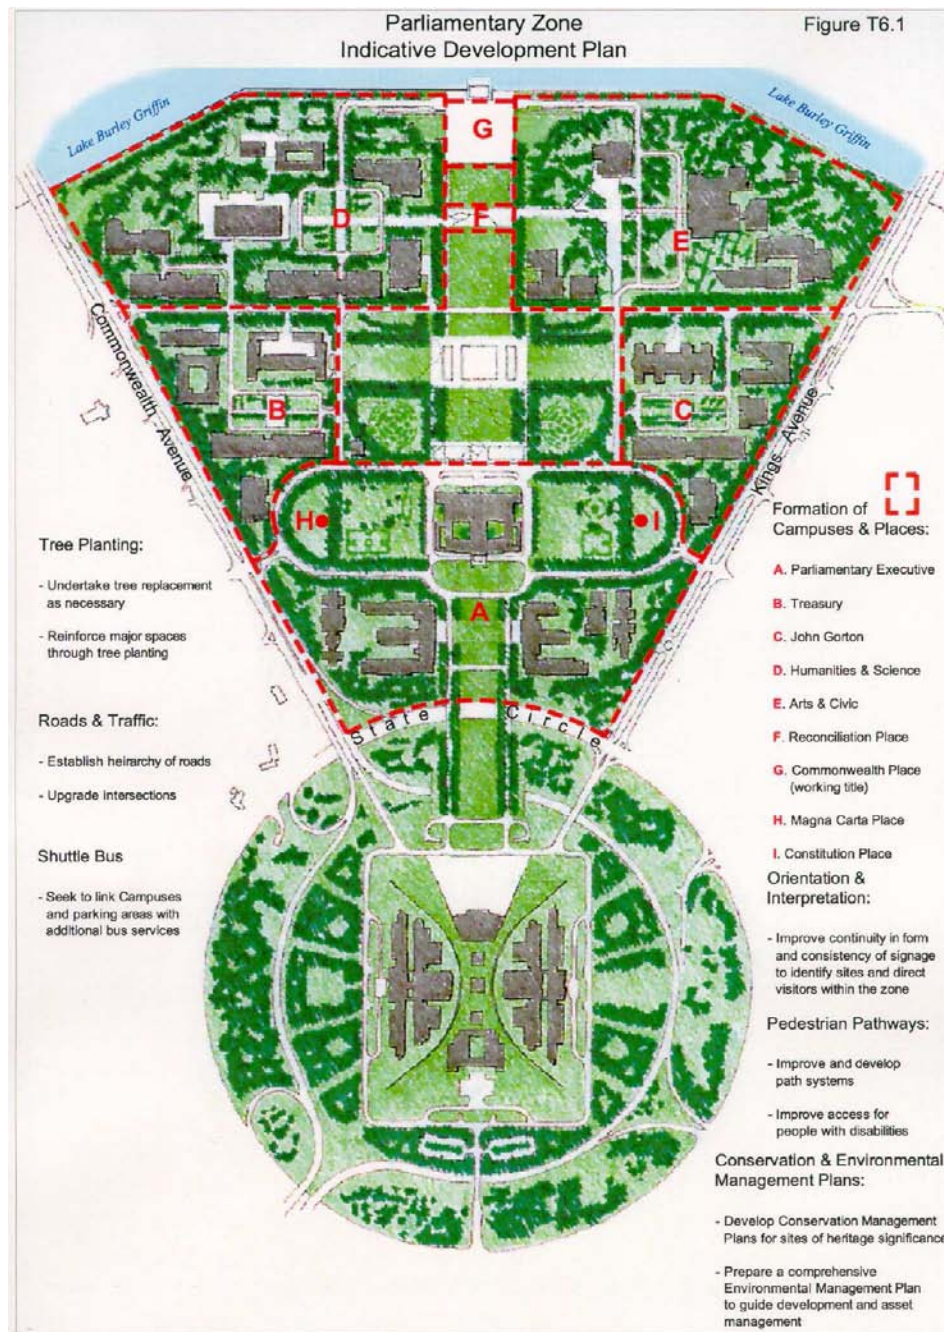 Parliamentary Zone
Indicative Development Plan
Figure T6.1
Lake Burley Griffin
Lake Burley Griffin
G
D
F
E
Commonwealth Avenue
B
C
Kings Avenue
H
I
A
State Circle
Tree Planting:
- Undertake tree replacement
as necessary
- Reinforce major spaces
through tree planting
Roads & Traffic:
- Establish heirarchy of roads
- Upgrade Intersections
Shuttle Bus
- Seek to link Campuses
and parking areas with
additional bus services
Formation of
Campuses & Places:
A. Parliamentary Executive
B. Treasury
C. John Gorton
D. Humanities & Science
E. Arts & Civic
F. Reconciliation Place
G. Commonwealth Place
(working title)
H. Magna Carta Place
I. Constitution Place
Orientation &
Interpretation:
- Improve continuity in form
and consistency of signage
to identify sites and direct
visitors within the zone
Pedestrian Pathways:
- Improve and develop
path systems
- Improve access for
people with disabilities
Conservation & Environmental
Management Plans:
- Develop Conservation Management
Plans for sites of heritage significance
- Prepare a comprehensive
Environmental Management Plan
to guide development and asset
management